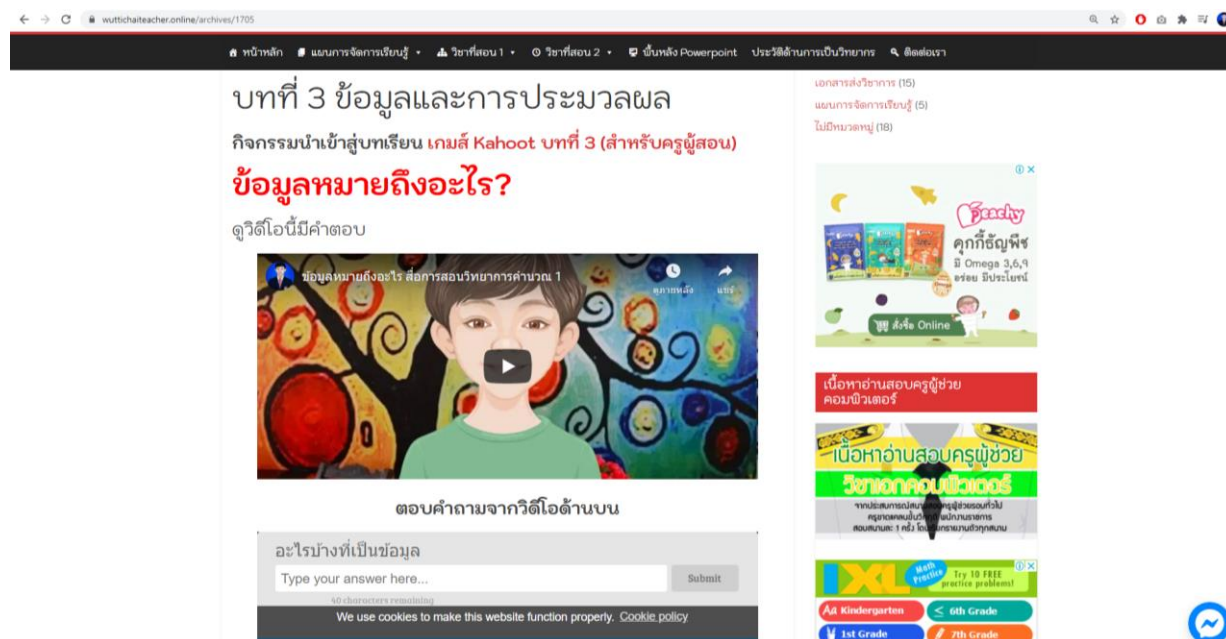 wuttichaiteacher.online/archives/1705
หน้าหลัก แผนการจัดการเรียนรู้ วิชาที่สอน 1 วิชาที่สอน 2 พื้นหลัง Powerpoint ประวัติด้านการเป็นวิทยากร ติดต่อเรา
บทที่ 3 ข้อมูลและการประมวลผล
กิจกรรมนำเข้าสู่บทเรียน เกมส์ Kahoot บทที่ 3 (สำหรับครูผู้สอน)
ข้อมูลหมายถึงอะไร?
ดูวิดีโอนี้มีคำตอบ
ข้อมูลหมายถึงอะไร สื่อการสอนวิทยาการคำนวณ 1
ดูภายหลัง
แชร์
ตอบคำถามจากวิดีโอด้านบน
อะไรบ้างที่เป็นข้อมูล
Type your answer here...
Submit
40 characters remaining
We use cookies to make this website function properly. Cookie policy
เอกสารส่งวิชาการ (15)
แผนการจัดการเรียนรู้ (5)
ไม่มีหมวดหมู่ (18)
Peachy
คุกกี้ธัญพืช
มี Omega 3,6,9
อร่อย มีประโยชน์
สั่งซื้อ Online
เนื้อหาอ่านสอบครูผู้ช่วย
คอมพิวเตอร์
เนื้อหาอ่านสอบครูผู้ช่วย
วิชาเอกคอมพิวเตอร์
IXL
Math
Practice
Try 10 FREE
practice problems!
Aa Kindergarten
≤ 6th Grade
1st Grade
7th Grade